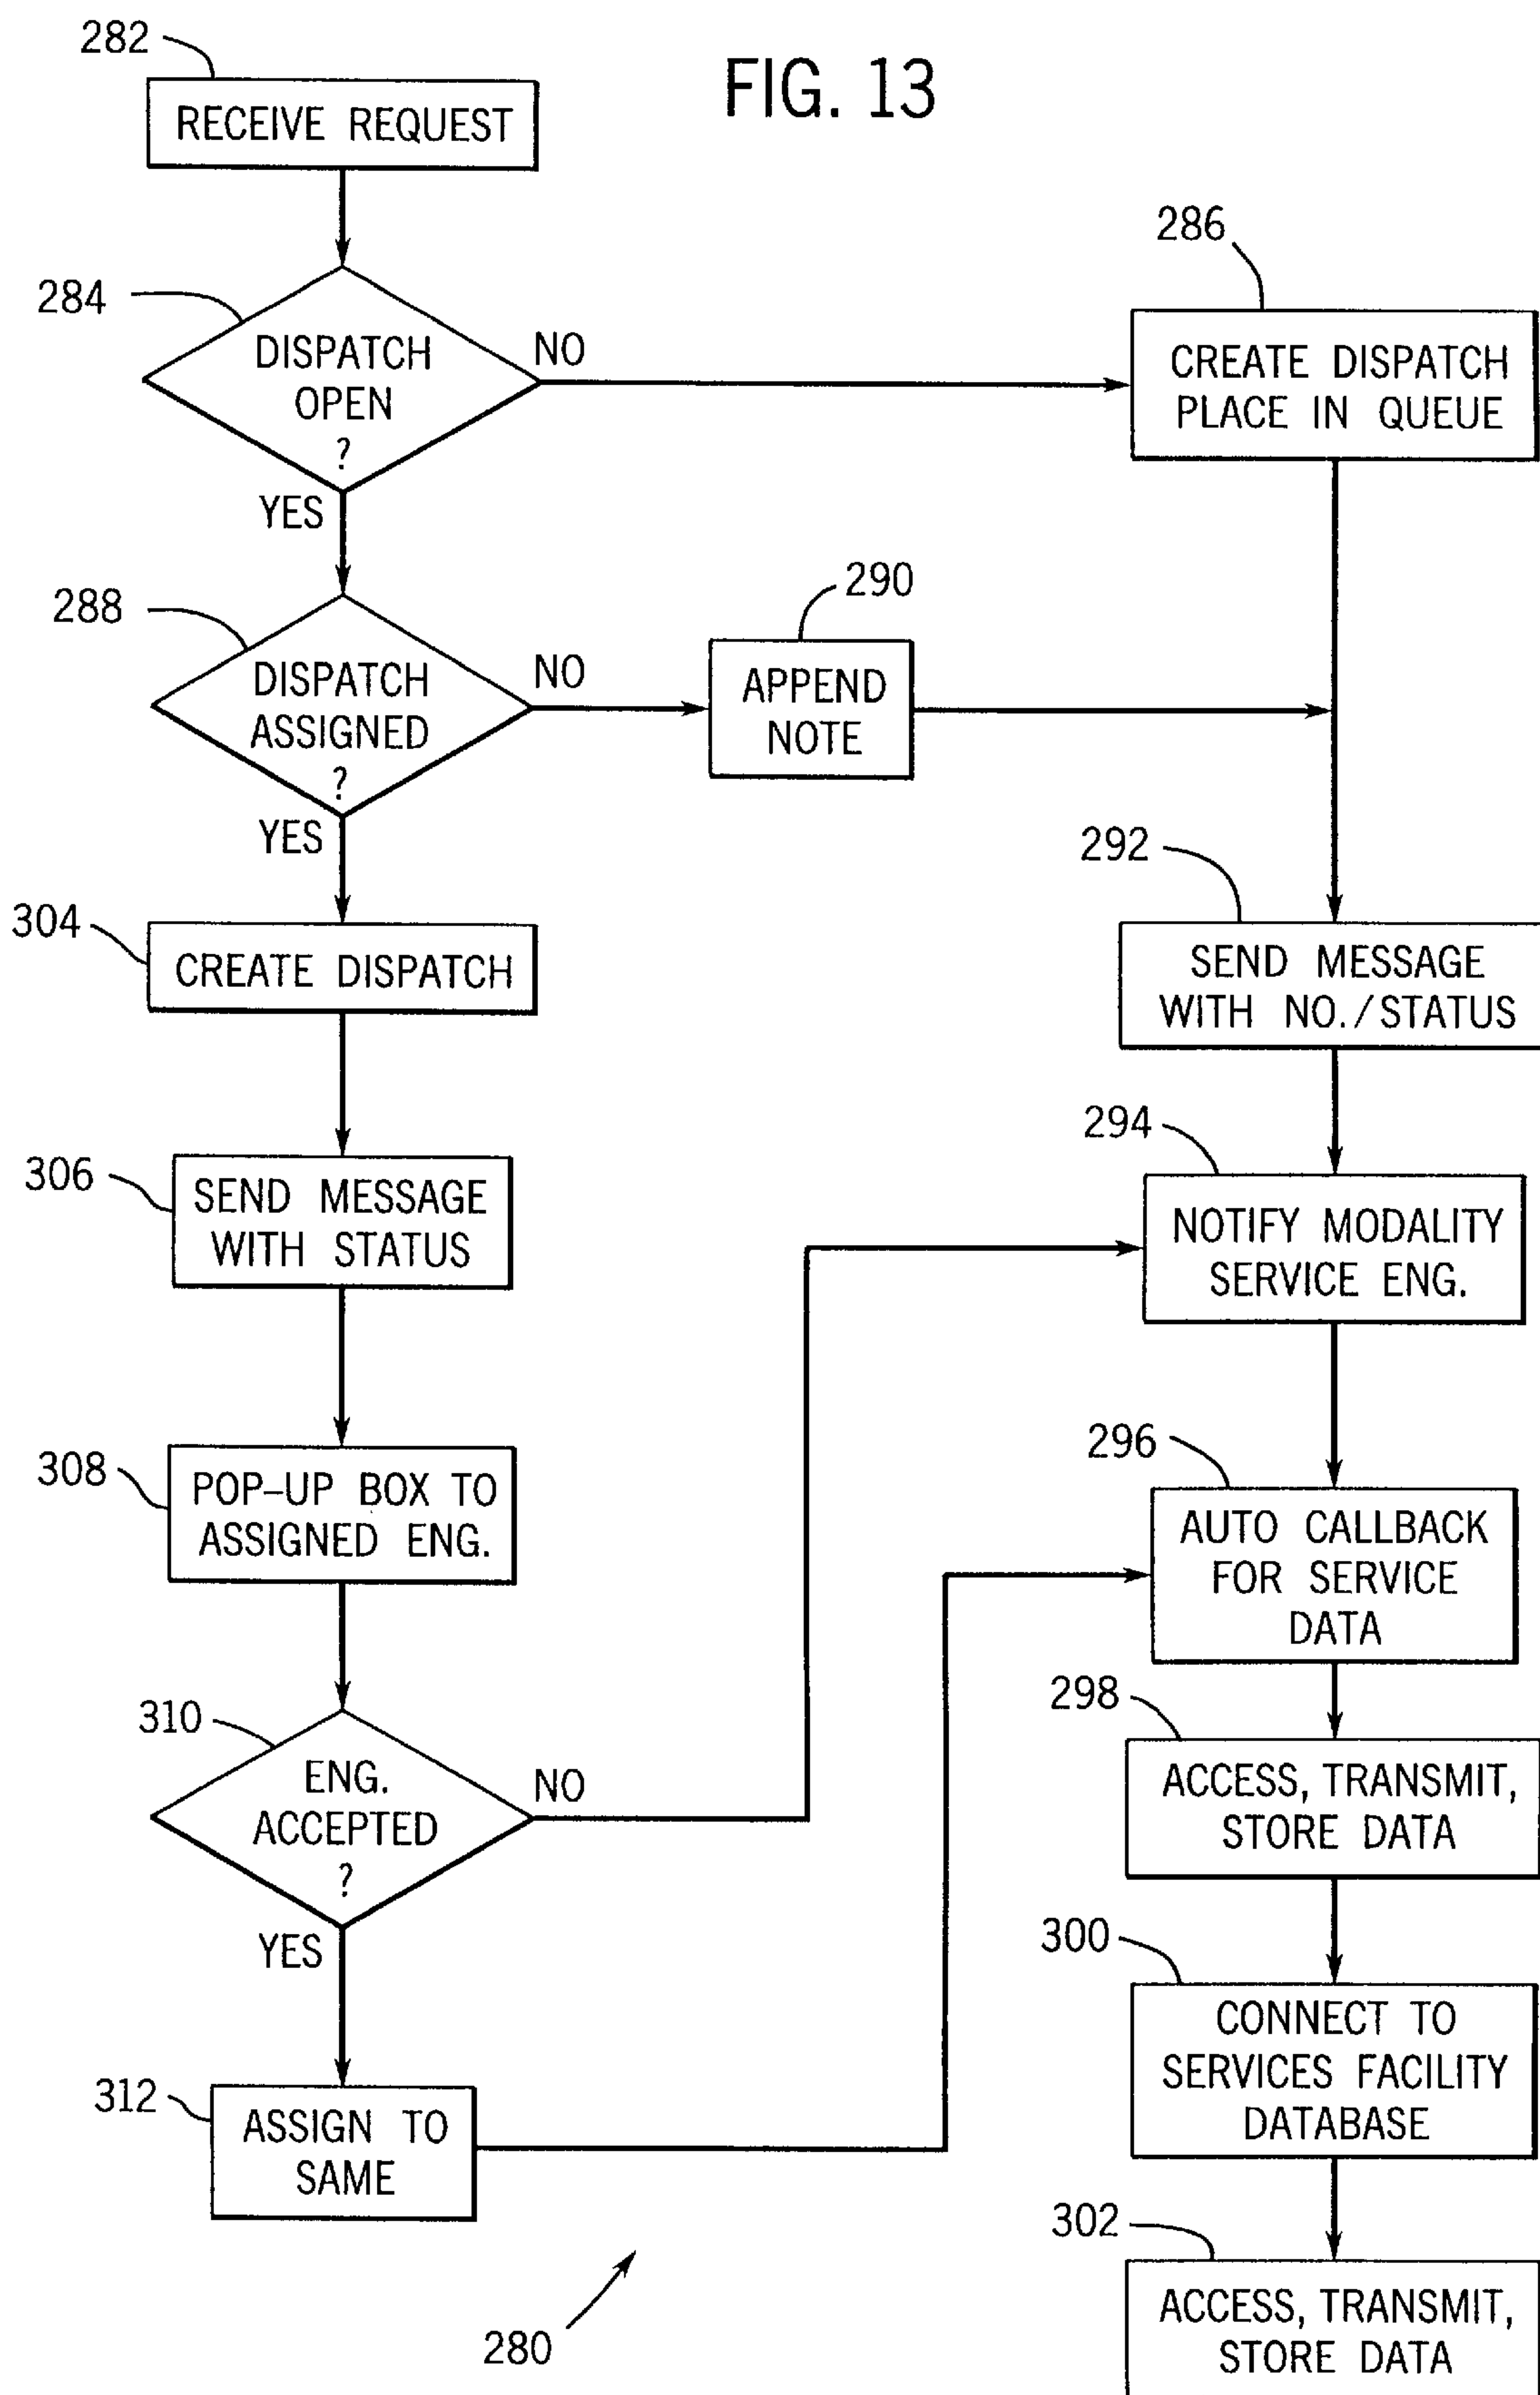 FIG. 13
282
RECEIVE REQUEST
284
DISPATCH
OPEN
?
NO
YES
286
CREATE DISPATCH
PLACE IN QUEUE
288
DISPATCH
ASSIGNED
?
NO
YES
290
APPEND
NOTE
292
SEND MESSAGE
WITH NO./STATUS
304
CREATE DISPATCH
294
NOTIFY MODALITY
SERVICE ENG.
306
SEND MESSAGE
WITH STATUS
296
AUTO CALLBACK
FOR SERVICE
DATA
308
POP-UP BOX TO
ASSIGNED ENG.
298
ACCESS, TRANSMIT,
STORE DATA
310
ENG.
ACCEPTED
?
NO
YES
300
CONNECT TO
SERVICES FACILITY
DATABASE
312
ASSIGN TO
SAME
302
ACCESS, TRANSMIT,
STORE DATA
280